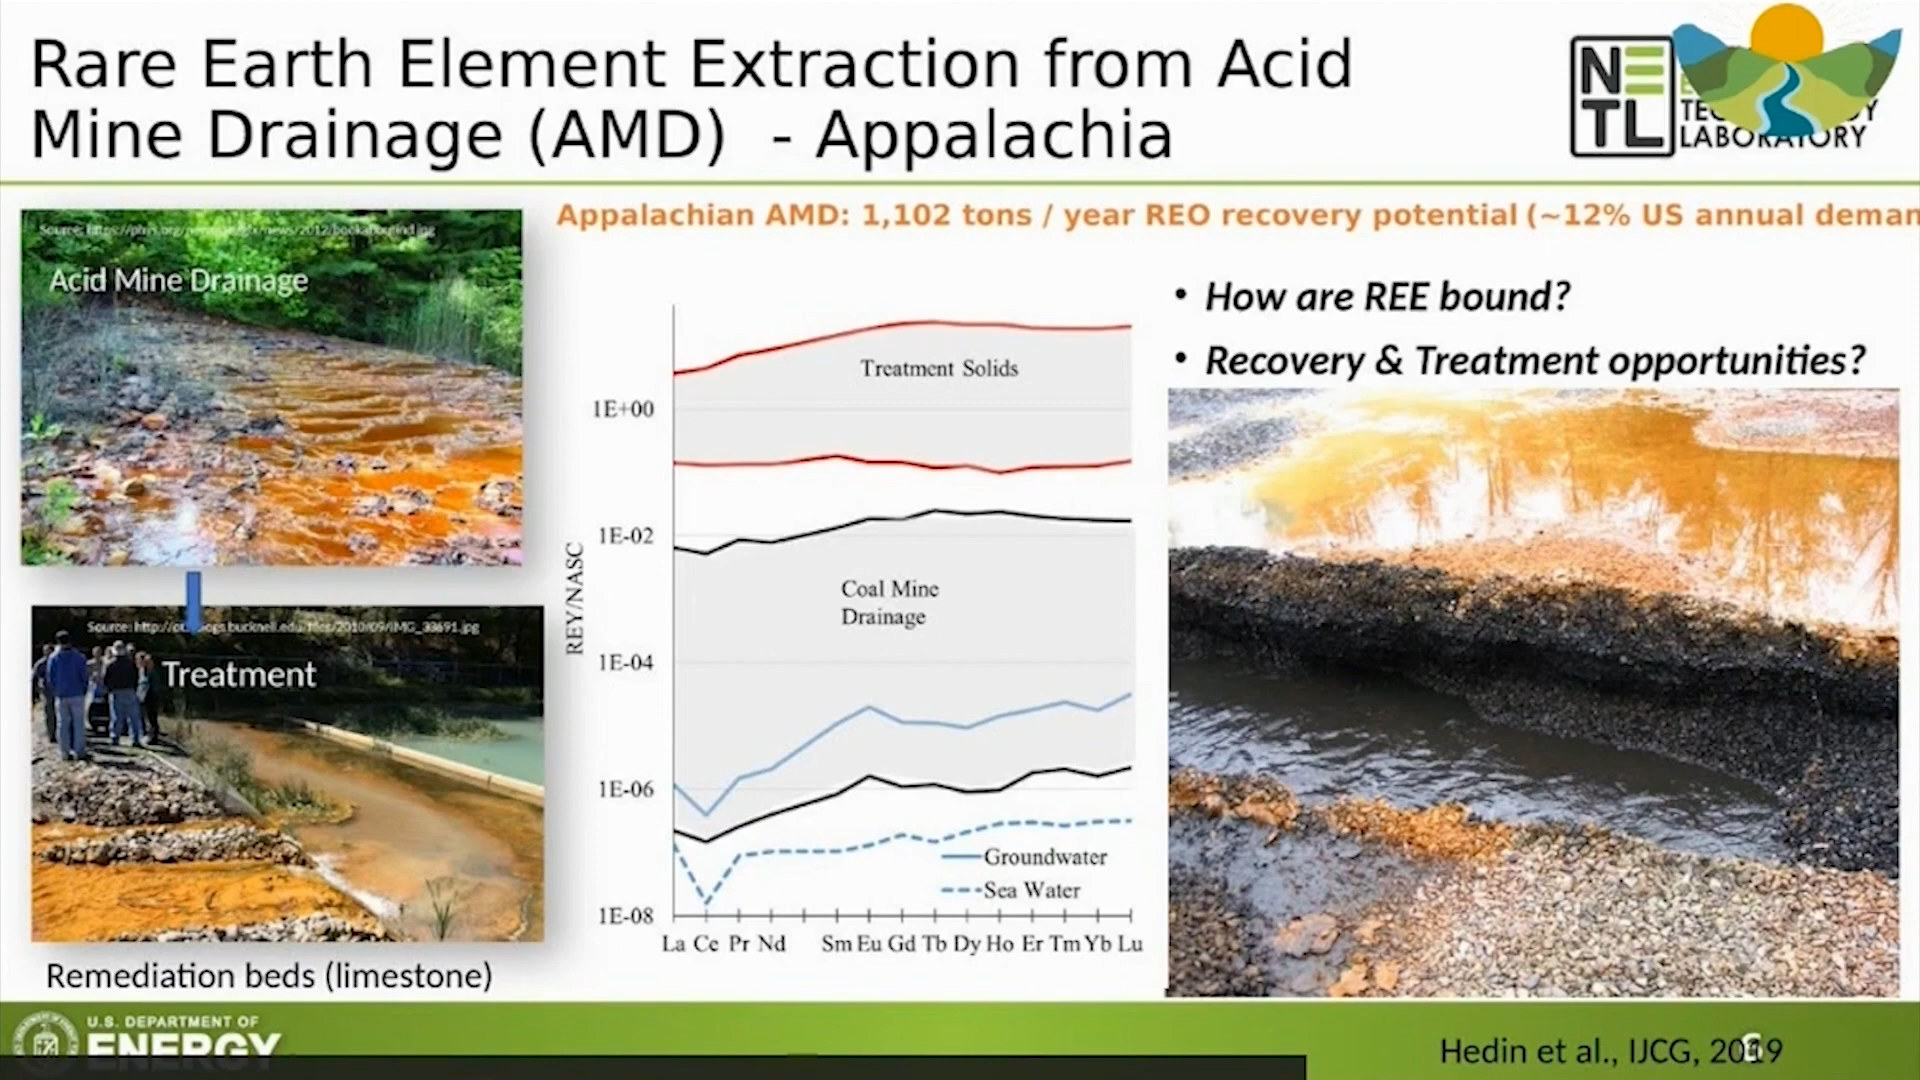 Rare Earth Element Extraction from Acid
Mine Drainage (AMD) - Appalachia
NETL
LABORATORY
Appalachian AMD: 1,102 tons / year REO recovery potential (~12% US annual deman
Acid Mine Drainage
Treatment
Remediation beds (limestone)
• How are REE bound?
• Recovery & Treatment opportunities?
REY/NASC
1E+00
1E-02
1E-04
1E-06
1E-08
Treatment Solids
Coal Mine
Drainage
Groundwater
Sea Water
La Ce Pr Nd Sm Eu Gd Tb Dy Ho Er Tm Yb Lu
U.S. DEPARTMENT OF
ENERGY
Hedin et al., IJCG, 2019
6